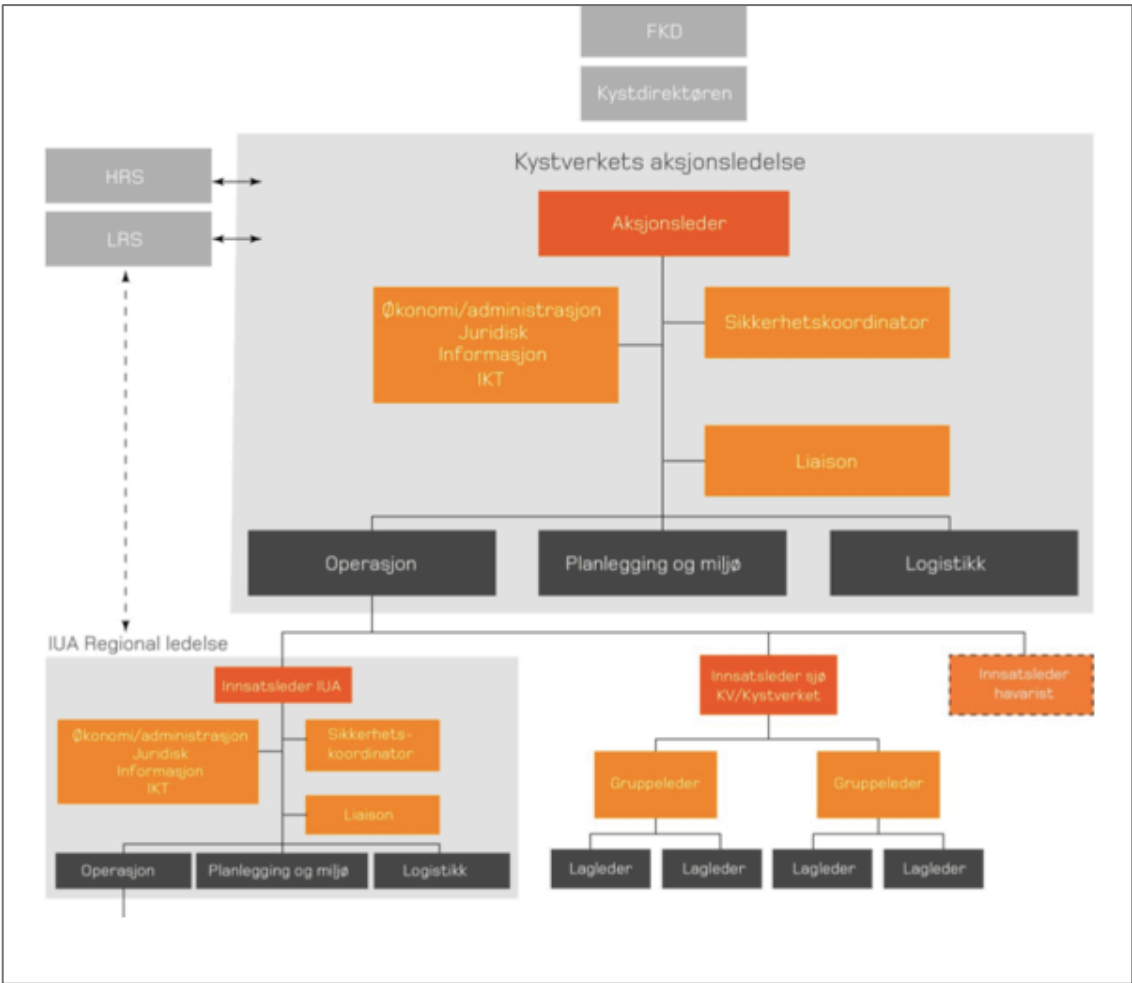 FKD
Kystdirektøren
Kystverkets aksjonsledelse
HRS
LRS
Aksjonsleder
Økonomi/administrasjon
Juridisk
Informasjon
IKT
Sikkerhetskoordinator
Liaison
Operasjon
Planlegging og miljø
Logistikk
IUA Regional ledelse
Innsatsleder IUA
Økonomi/administrasjon
Juridisk
Informasjon
IKT
Sikkerhets-
koordinator
Liaison
Operasjon
Planlegging og miljø
Logistikk
Innsatsleder sjø
KV/Kystverket
Gruppeleder
Gruppeleder
Lagleder
Lagleder
Lagleder
Lagleder
Innsatsleder
havarist